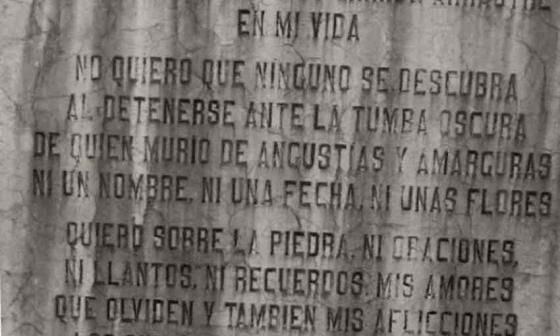 EN MI VIDA
NO QUIERO QUE NINGUNO SE DESCUBRA
AL DETENERSE ANTE LA TUMBA OSCURA
DE QUIEN MURIO DE ANGUSTIAS Y AMARGURAS
NI UN NOMBRE, NI UNA FECHA, NI UNAS FLORES
QUIERO SOBRE LA PIEDRA, NI ORACIONES,
NI LLANTOS, NI RECUERDOS; MIS AMORES
QUE OLVIDEN Y TAMBIEN MIS AFLICCIONES